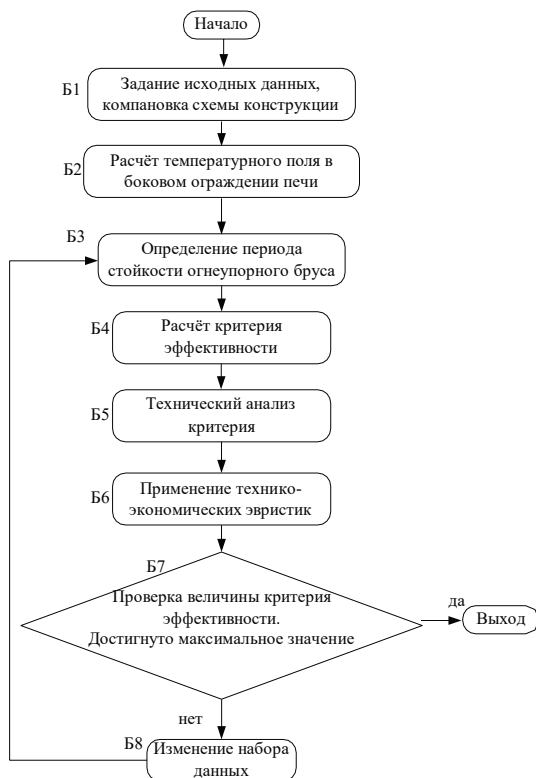 Начало
Б1
Задание исходных данных,
компановка схемы конструкции
Б2
Расчёт температурного поля в
боковом ограждении печи
Б3
Определение периода
стойкости огнеупорного бруса
Б4
Расчёт критерия
эффективности
Б5
Технический анализ
критерия
Б6
Применение технико-
экономических эвристик
Б7
Проверка величины критерия
эффективности.
Достигнуто максимальное значение
да
Выход
нет
Б8
Изменение набора
данных